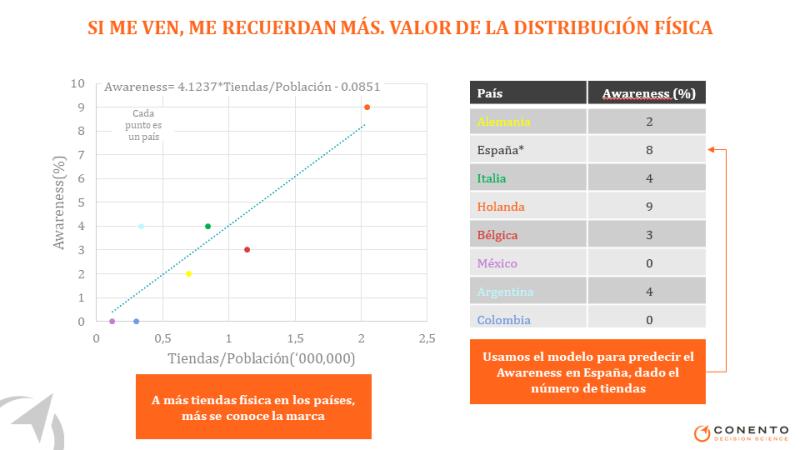 SI ME VEN, ME RECUERDAN MÁS. VALOR DE LA DISTRIBUCIÓN FÍSICA
Awareness= 4.1237*Tiendas/Población - 0.0851
Cada
punto es
un país
Awareness(%)
10
9
8
7
6
5
4
3
2
1
0
0
0,5
1
1,5
2
2,5
Tiendas/Población('000,000)
A más tiendas física en los países,
más se conoce la marca
País Awareness (%)
Alemania 2
España* 8
Italia 4
Holanda 9
Bélgica 3
México 0
Argentina 4
Colombia 0
Usamos el modelo para predecir el
Awareness en España, dado el
número de tiendas
CONENTO
DECISION SCIENCE